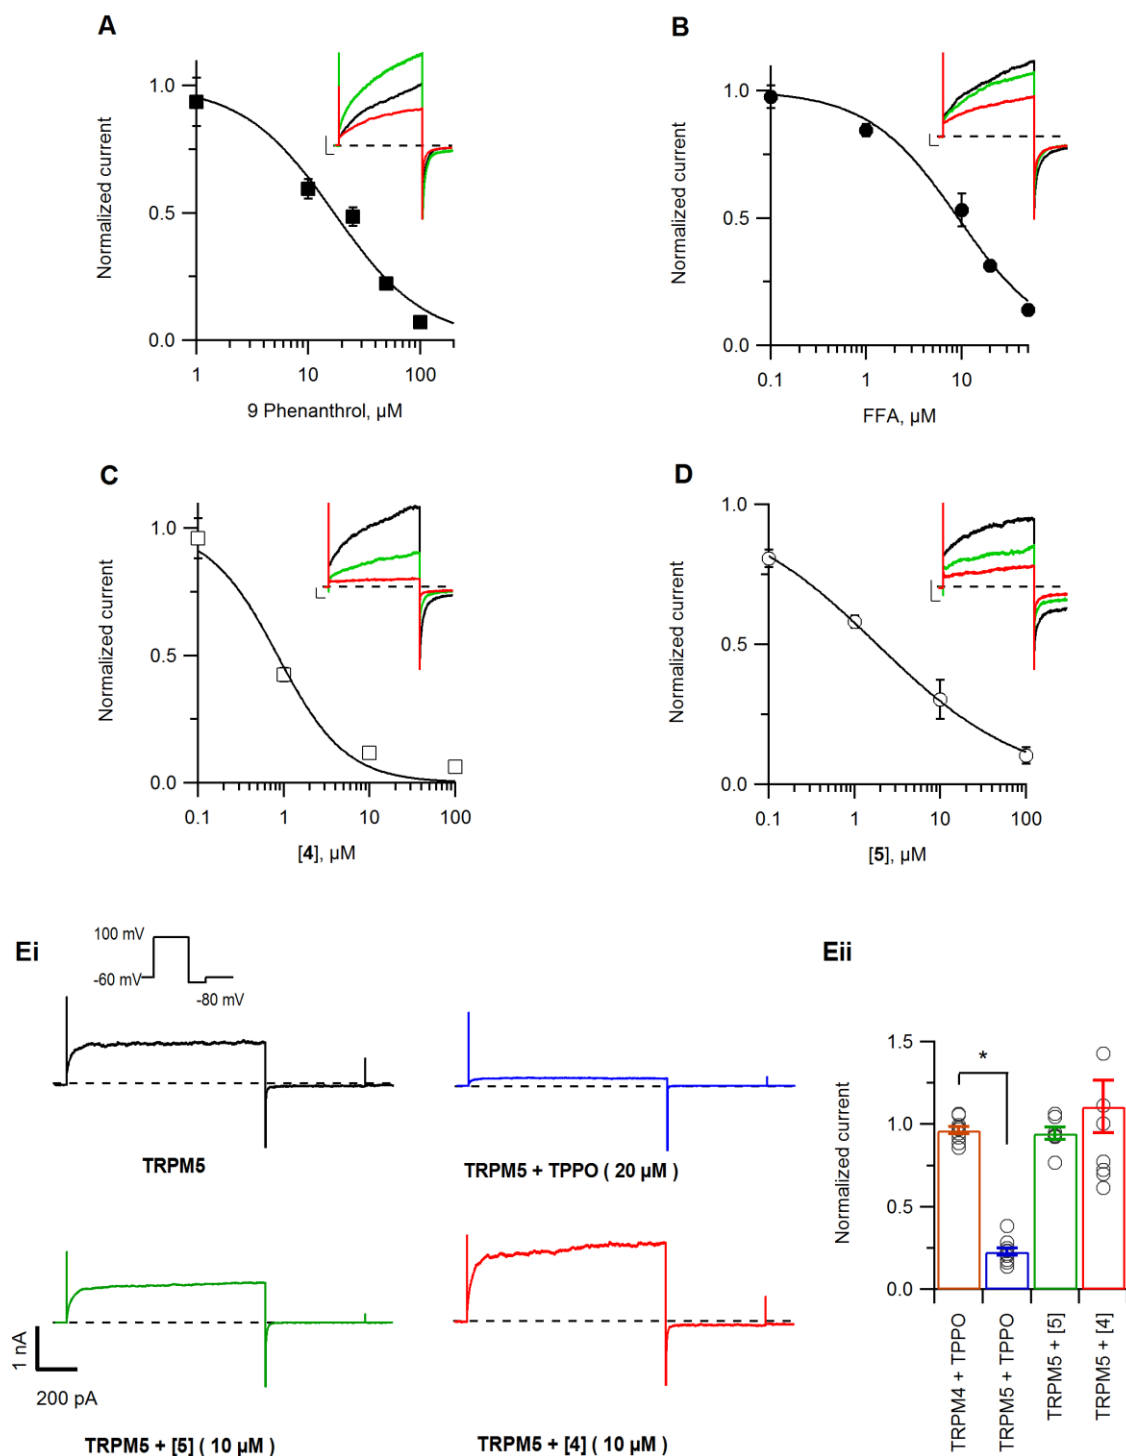 A
Normalized current
1.0
0.5
0.0
1
10
100
9 Phenanthrol, µM
B
Normalized current
1.0
0.5
0.0
0.1
1
10
FFA, µM
C
Normalized current
1.0
0.5
0.0
0.1
1
10
100
[4], µM
D
Normalized current
1.0
0.5
0.0
0.1
1
10
100
[5], µM
Ei
100 mV
-60 mV
-80 mV
TRPM5
TRPM5 + TPPO ( 20 µM )
1 nA
200 pA
TRPM5 + [5] ( 10 µM )
TRPM5 + [4] ( 10 µM )
Eii
Normalized current
1.5
1.0
0.5
0.0
*
TRPM4 + TPPO
TRPM5 + TPPO
TRPM5 + [5]
TRPM5 + [4]